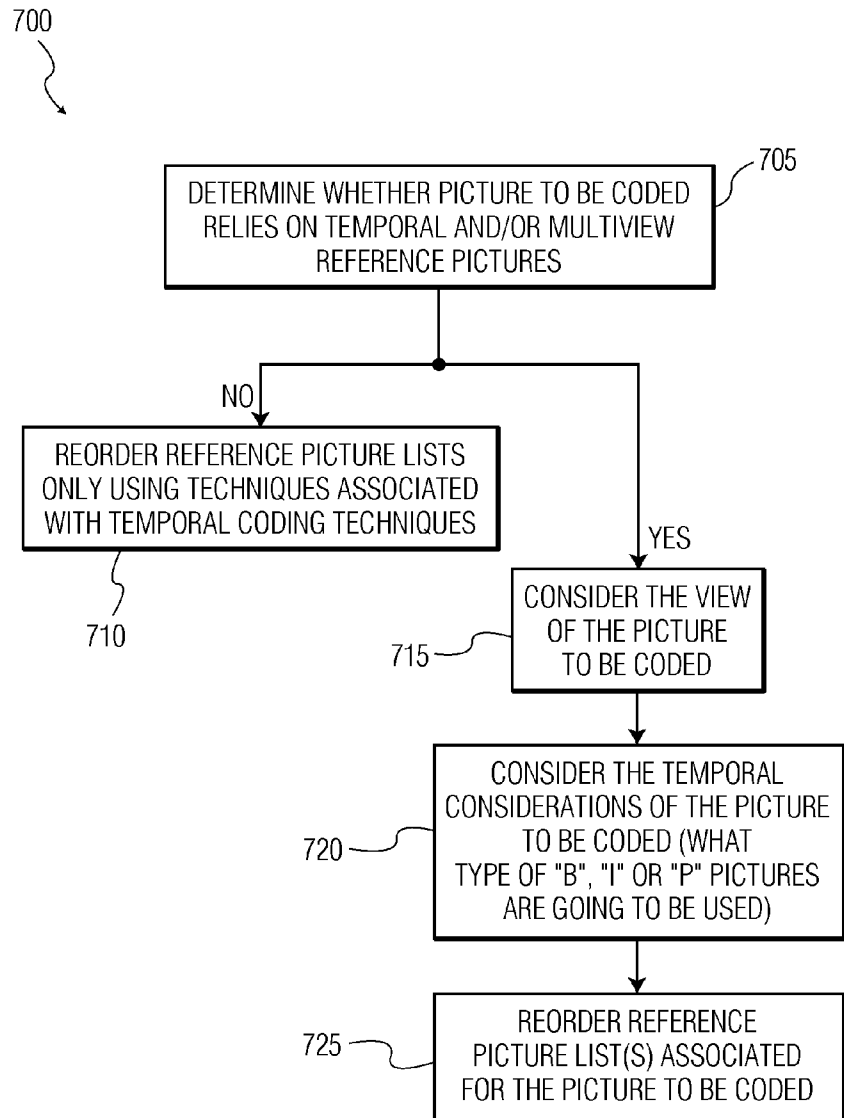 700
705
DETERMINE WHETHER PICTURE TO BE CODED
RELIES ON TEMPORAL AND/OR MULTIVIEW
REFERENCE PICTURES
NO
REORDER REFERENCE PICTURE LISTS
ONLY USING TECHNIQUES ASSOCIATED
WITH TEMPORAL CODING TECHNIQUES
710
YES
CONSIDER THE VIEW
OF THE PICTURE
TO BE CODED
715
CONSIDER THE TEMPORAL
CONSIDERATIONS OF THE PICTURE
TO BE CODED (WHAT
TYPE OF "B", "I" OR "P" PICTURES
ARE GOING TO BE USED)
720
REORDER REFERENCE
PICTURE LIST(S) ASSOCIATED
FOR THE PICTURE TO BE CODED
725